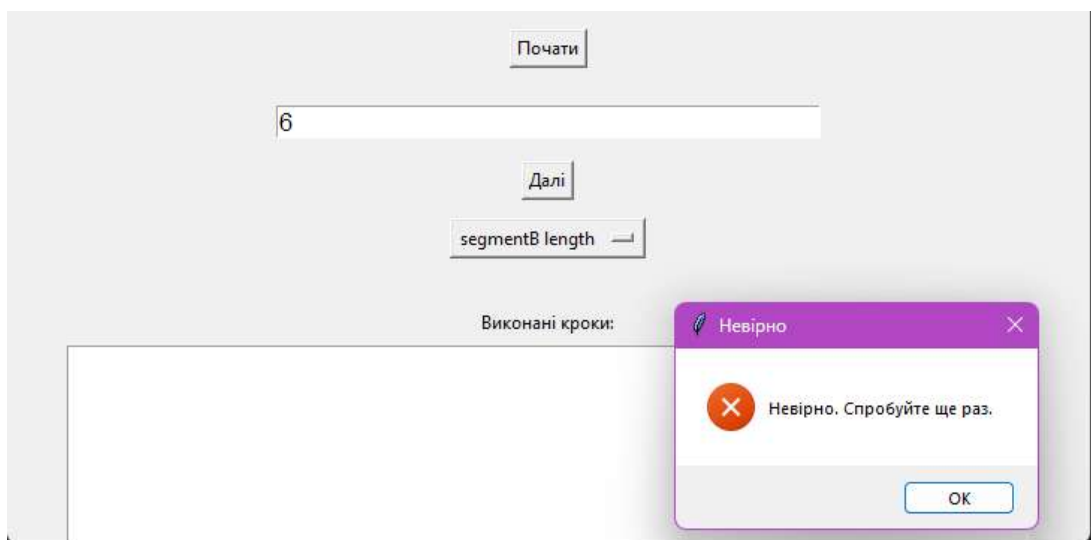 Почати
6
Далі
segmentB length
Виконані кроки:
Невірно
Невірно. Спробуйте ще раз.
OK